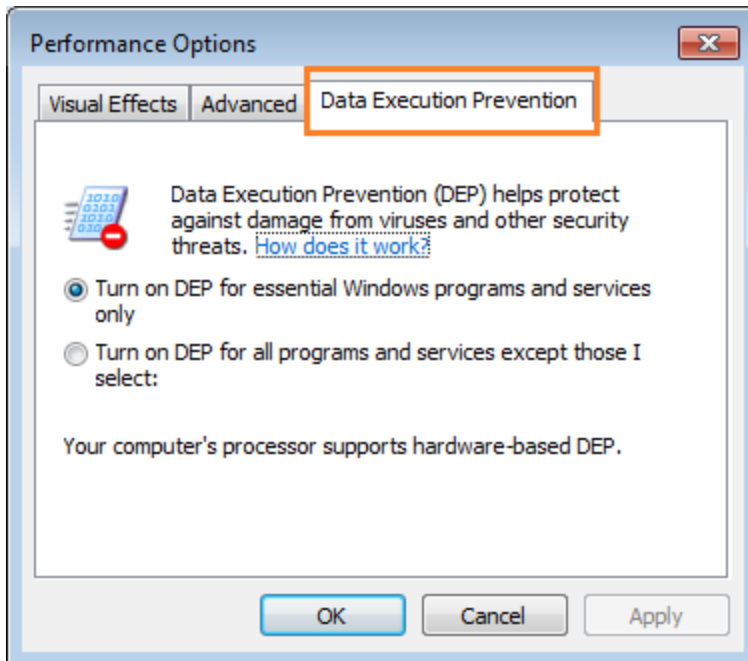 Performance Options
Visual Effects
Advanced
Data Execution Prevention
Data Execution Prevention (DEP) helps protect
against damage from viruses and other security
threats. How does it work?
Turn on DEP for essential Windows programs and services
only
Turn on DEP for all programs and services except those I
select:
Your computer's processor supports hardware-based DEP.
OK
Cancel
Apply